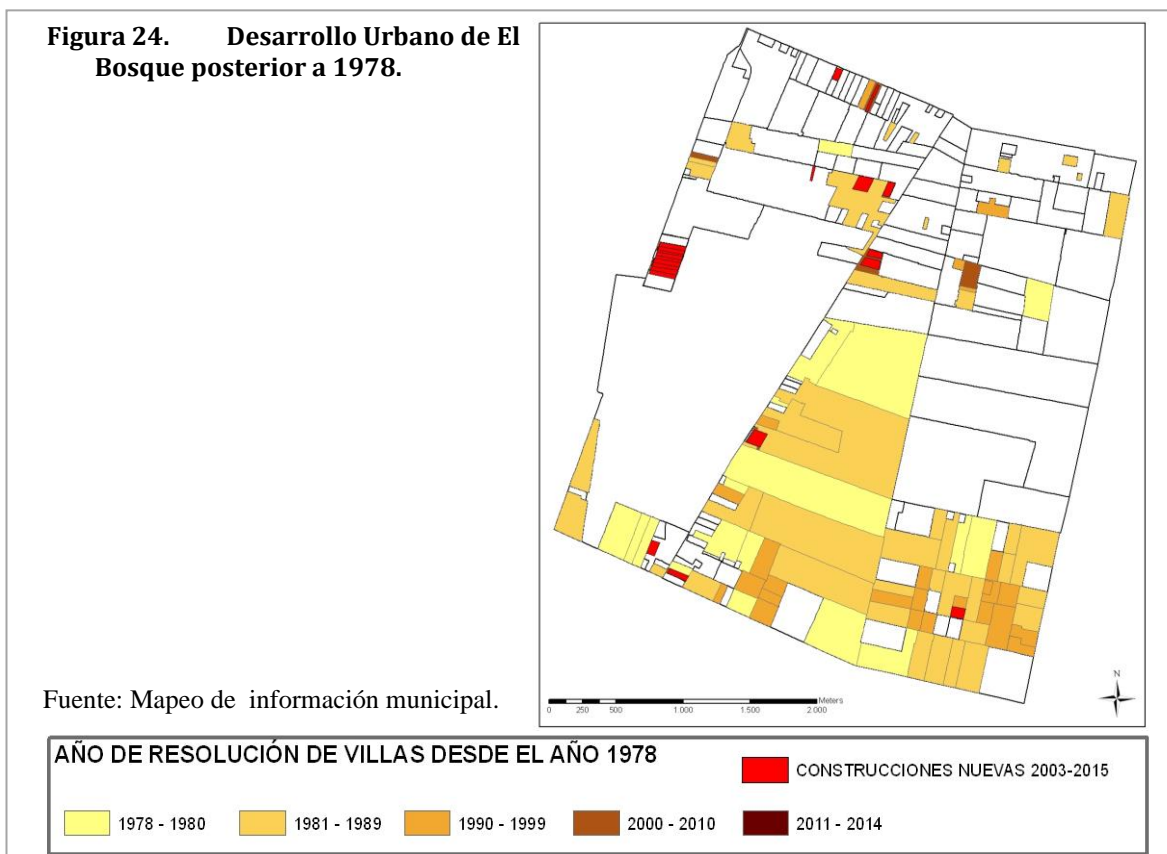 Figura 24. Desarrollo Urbano de El
Bosque posterior a 1978.
N
Meters
0 250 500 1.000 1.500 2.000
Fuente: Mapeo de información municipal.
AÑO DE RESOLUCIÓN DE VILLAS DESDE EL AÑO 1978
CONSTRUCCIONES NUEVAS 2003-2015
1978 - 1980 1981 - 1989 1990 - 1999 2000 - 2010 2011 - 2014